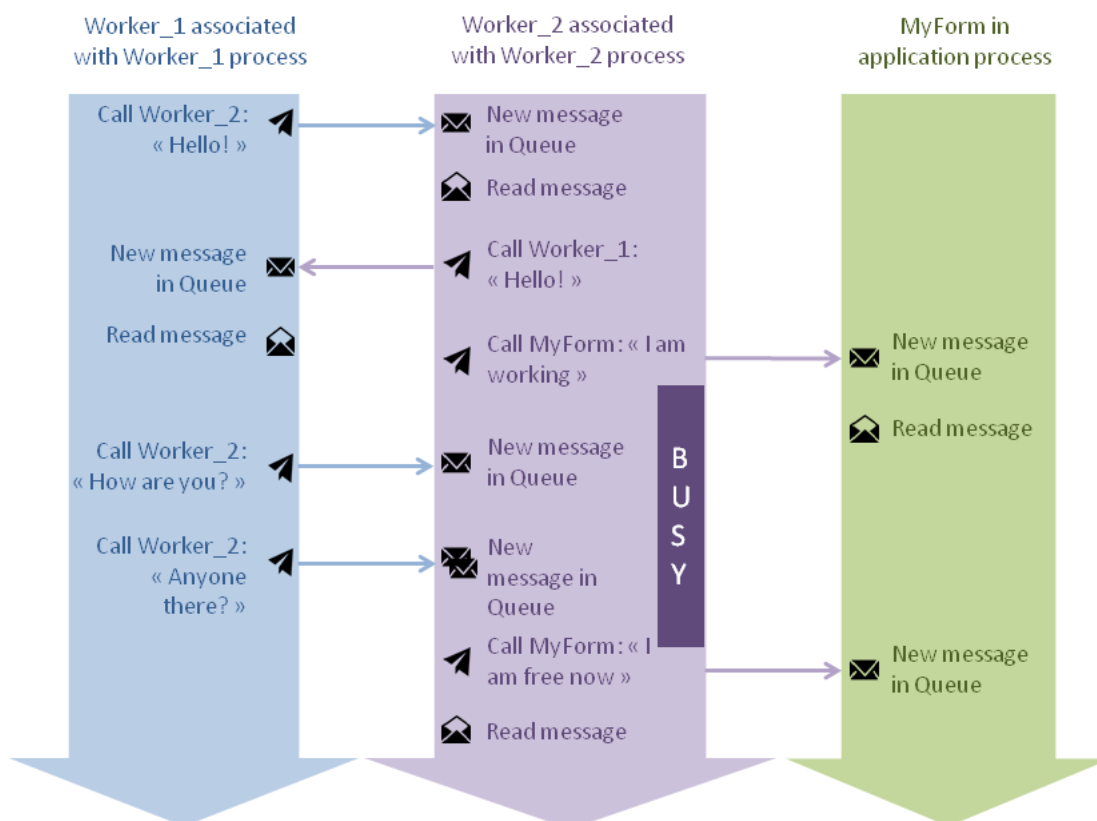 Worker_1 associated
with Worker_1 process
Worker_2 associated
with Worker_2 process
MyForm in
application process
Call Worker_2:
« Hello! »
New message
in Queue
Read message
New message
in Queue
Call Worker_1:
« Hello! »
Read message
Call MyForm: « I am
working »
New message
in Queue
Read message
Call Worker_2:
« How are you? »
New message
in Queue
B
U
S
Y
Call Worker_2:
« Anyone
there? »
New
message in
Queue
Call MyForm: « I
am free now »
New message
in Queue
Read message